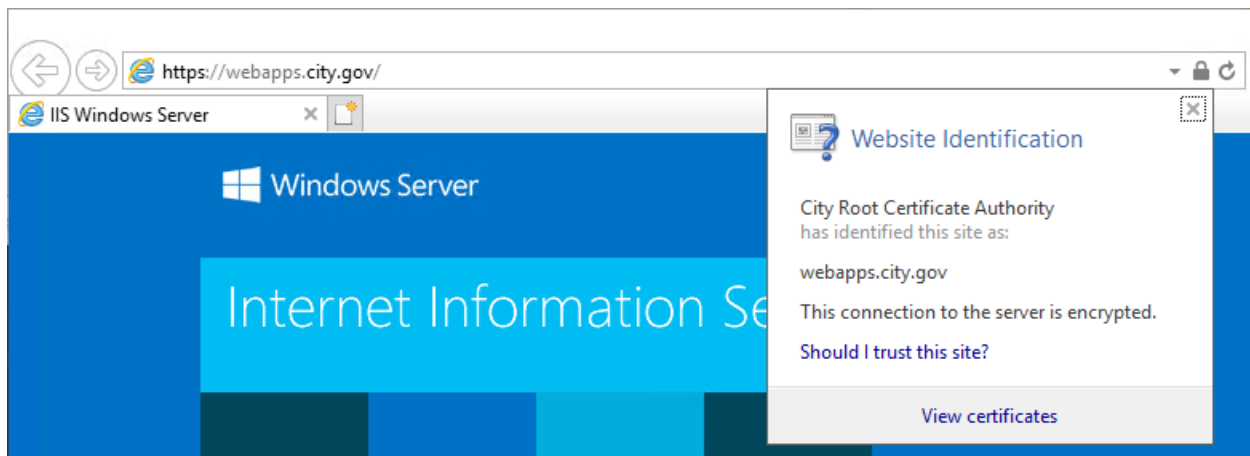 https://webapps.city.gov/
IIS Windows Server
Windows Server
Internet Information Se
Website Identification
City Root Certificate Authority
has identified this site as:
webapps.city.gov
This connection to the server is encrypted.
Should I trust this site?
View certificates